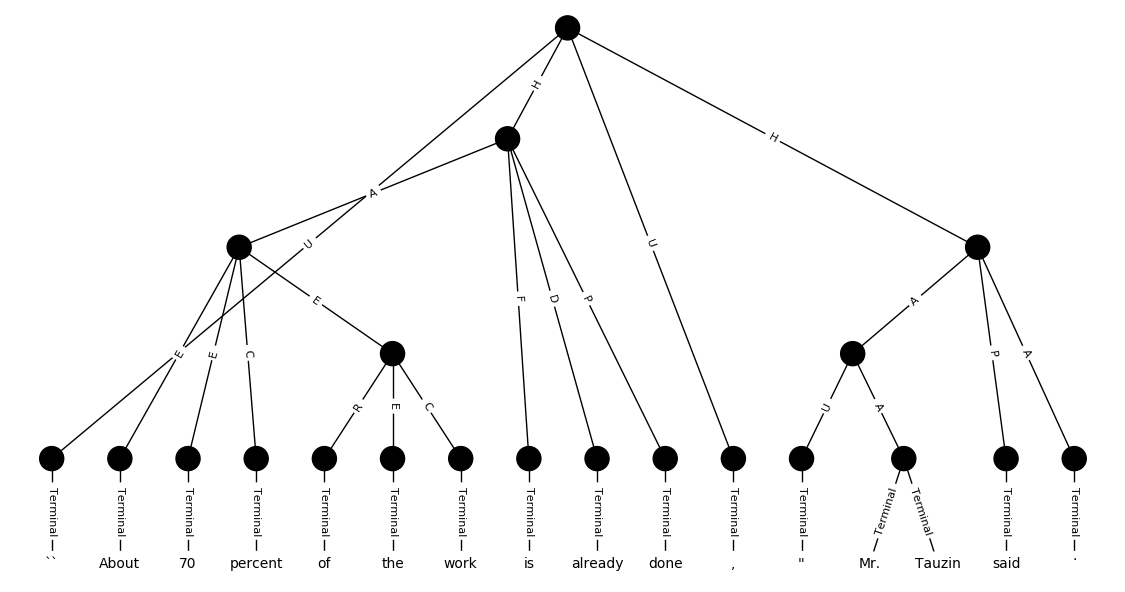 H
H
A
U
U
E
F
D
P
A
E
E
C
P
A
R
E
C
U
A
Terminal Terminal Terminal Terminal Terminal Terminal Terminal Terminal Terminal Terminal Terminal Terminal Terminal Terminal Terminal Terminal
`` About 70 percent of the work is already done , " Mr. Tauzin said .